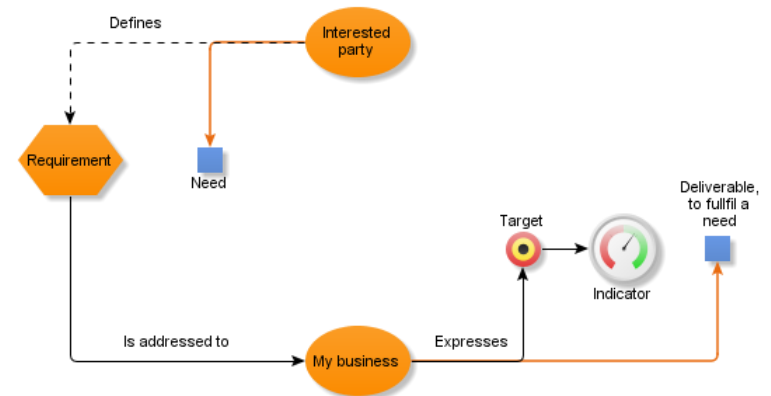 Defines
Interested
party
Requirement
Need
Deliverable,
to fullfil a
need
Target
Indicator
Is addressed to
My business
Expresses